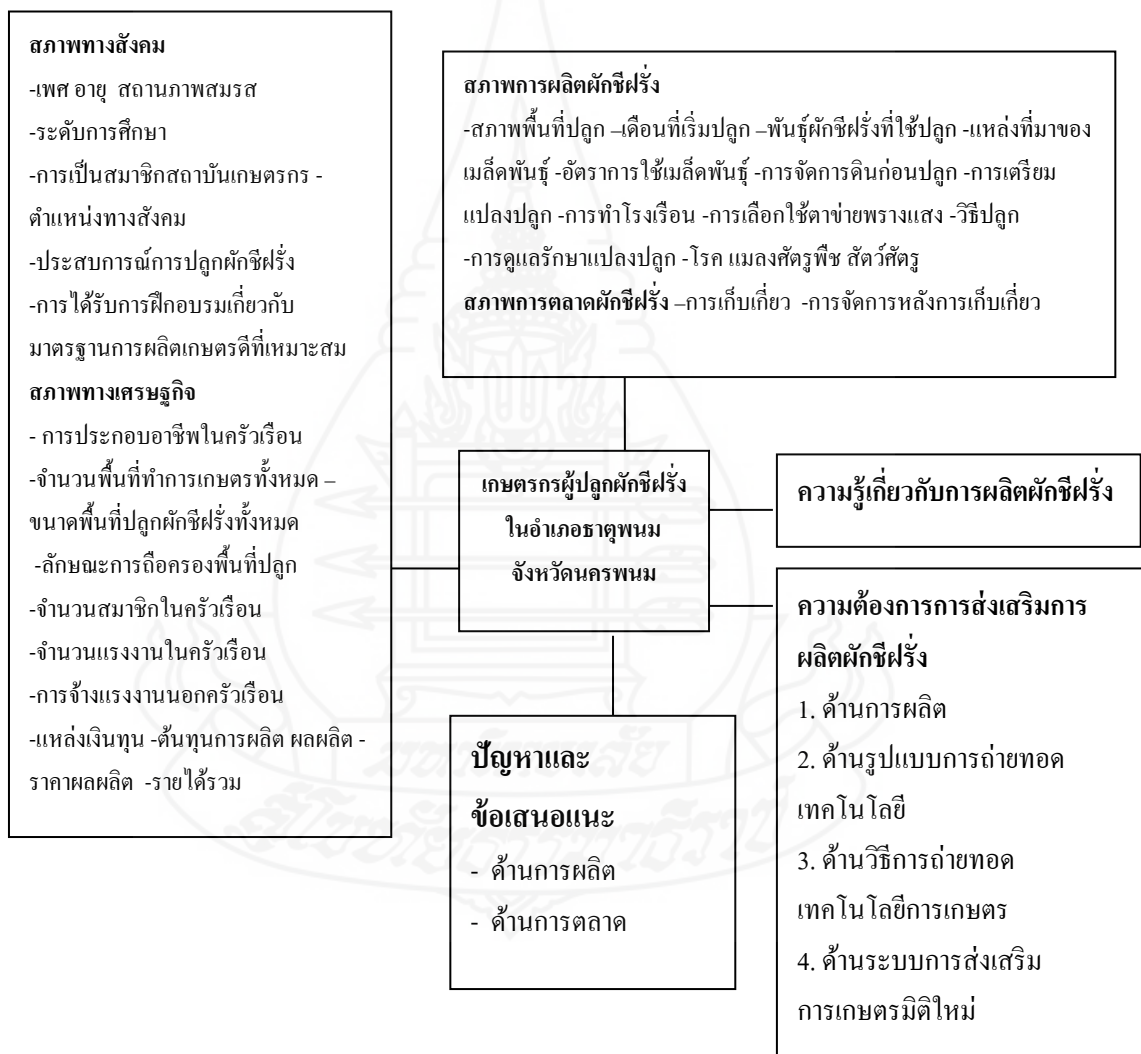 สภาพทางสังคม
-เพศ อายุ สถานภาพสมรส
-ระดับการศึกษา
-การเป็นสมาชิกสถาบันเกษตรกร -
ตำแหน่งทางสังคม
-ประสบการณ์การปลูกผักชีฝรั่ง
-การได้รับการฝึกอบรมเกี่ยวกับ
มาตรฐานการผลิตเกษตรดีที่เหมาะสม
สภาพทางเศรษฐกิจ
- การประกอบอาชีพในครัวเรือน
-จำนวนพื้นที่ทำการเกษตรทั้งหมด –
ขนาดพื้นที่ปลูกผักชีฝรั่งทั้งหมด
-ลักษณะการถือครองพื้นที่ปลูก
-จำนวนสมาชิกในครัวเรือน
-จำนวนแรงงานในครัวเรือน
-การจ้างแรงงานนอกครัวเรือน
-แหล่งเงินทุน -ต้นทุนการผลิต ผลผลิต -
ราคาผลผลิต -รายได้รวม
สภาพการผลิตผักชีฝรั่ง
-สภาพพื้นที่ปลูก –เดือนที่เริ่มปลูก –พันธุ์ผักชีฝรั่งที่ใช้ปลูก -แหล่งที่มาของ
เมล็ดพันธุ์ -อัตราการใช้เมล็ดพันธุ์ -การจัดการดินก่อนปลูก -การเตรียม
แปลงปลูก -การทำโรงเรือน -การเลือกใช้ตาข่ายพรางแสง -วิธีปลูก
-การดูแลรักษาแปลงปลูก -โรค แมลงศัตรูพืช สัตว์ศัตรู
สภาพการตลาดผักชีฝรั่ง –การเก็บเกี่ยว -การจัดการหลังการเก็บเกี่ยว
เกษตรกรผู้ปลูกผักชีฝรั่ง
ในอำเภอธาตุพนม
จังหวัดนครพนม
ความรู้เกี่ยวกับการผลิตผักชีฝรั่ง
ความต้องการการส่งเสริมการ
ผลิตผักชีฝรั่ง
1. ด้านการผลิต
2. ด้านรูปแบบการถ่ายทอด
เทคโนโลยี
3. ด้านวิธีการถ่ายทอด
เทคโนโลยีการเกษตร
4. ด้านระบบการส่งเสริม
การเกษตรมิติใหม่
ปัญหาและ
ข้อเสนอแนะ
- ด้านการผลิต
- ด้านการตลาด